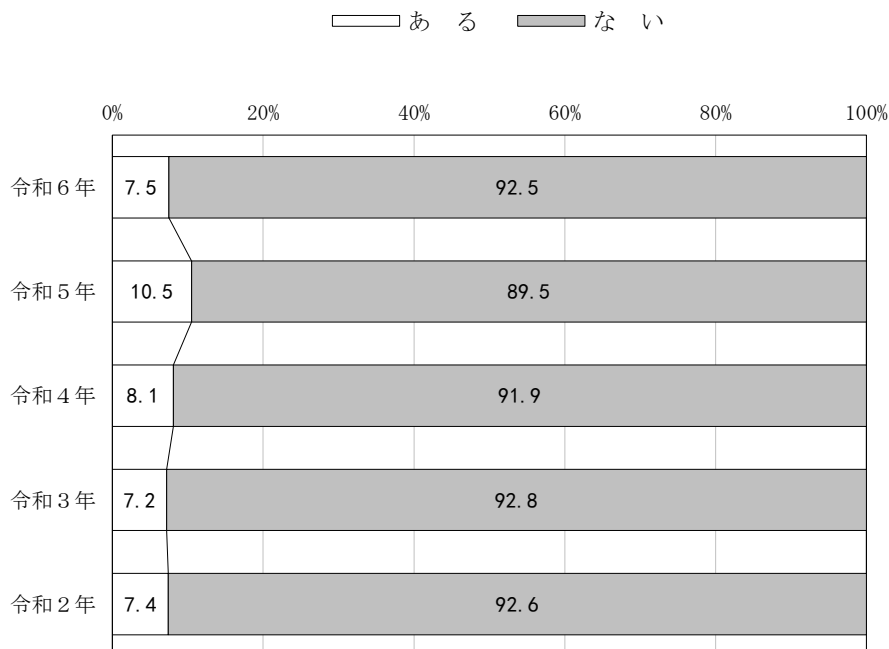 あ　る　な　い
0%　20%　40%　60%　80%　100%
令和６年　7.5　92.5
令和５年　10.5　89.5
令和４年　8.1　91.9
令和３年　7.2　92.8
令和２年　7.4　92.6